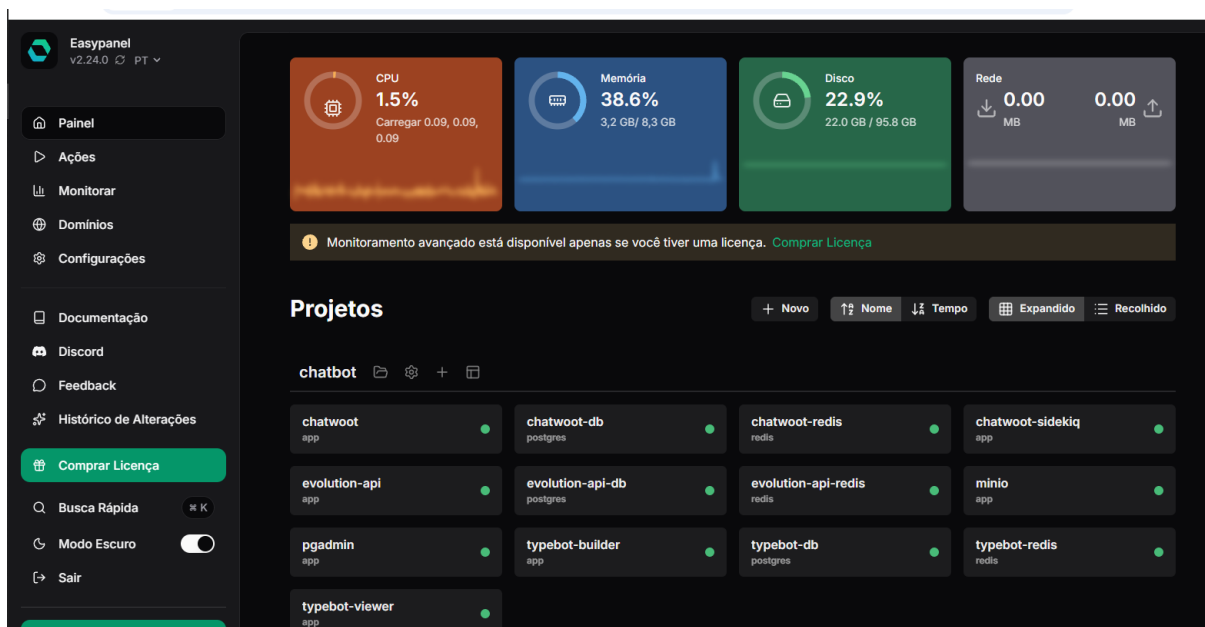 Easypanel
v2.24.0 PT
Painel
Ações
Monitorar
Domínios
Configurações
Documentação
Discord
Feedback
Histórico de Alterações
Comprar Licença
Busca Rápida ⌘ K
Modo Escuro
Sair
CPU
1.5%
Carregar 0.09, 0.09,
0.09
Memória
38.6%
3,2 GB/ 8,3 GB
Disco
22.9%
22.0 GB / 95.8 GB
Rede
0.00 0.00
MB MB
Monitoramento avançado está disponível apenas se você tiver uma licença. Comprar Licença
Projetos
Novo Nome Tempo Expandido Recolhido
chatbot
chatwoot
app
chatwoot-db
postgres
chatwoot-redis
redis
chatwoot-sidekiq
app
evolution-api
app
evolution-api-db
postgres
evolution-api-redis
redis
minio
app
pgadmin
app
typebot-builder
app
typebot-db
postgres
typebot-redis
redis
typebot-viewer
app